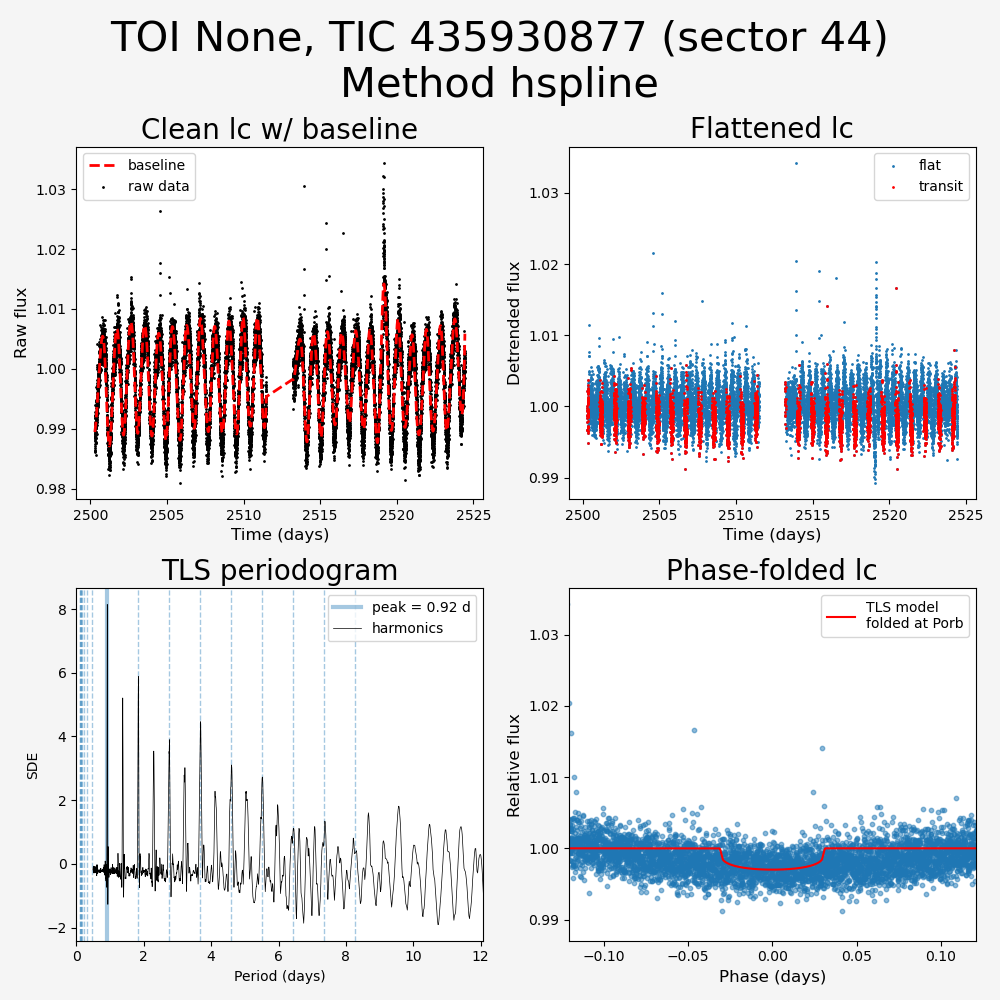 TOI None, TIC 435930877 (sector 44)
Method hspline
Clean lc w/ baseline
Flattened lc
baseline
raw data
flat
transit
Raw flux
1.03
1.02
1.01
1.00
0.99
0.98
2500
2505
2510
2515
2520
2525
Time (days)
Detrended flux
1.03
1.02
1.01
1.00
0.99
2500
2505
2510
2515
2520
2525
Time (days)
TLS periodogram
Phase-folded lc
peak = 0.92 d
harmonics
SDE
8
6
4
2
0
−2
0
2
4
6
8
10
12
Period (days)
TLS model
folded at Porb
Relative flux
1.03
1.02
1.01
1.00
0.99
−0.10
−0.05
0.00
0.05
0.10
Phase (days)